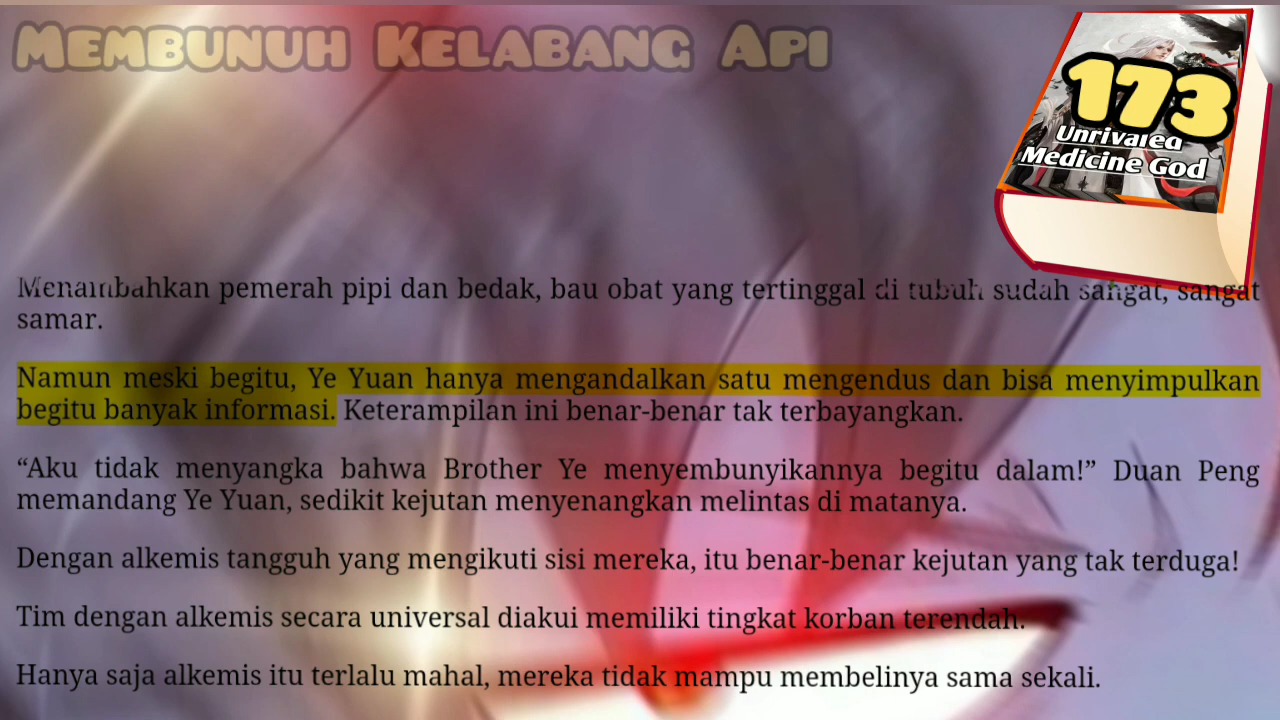 Membunuh Kelabang Api
173
Unrivaled
Medicine God
Menambahkan pemerah pipi dan bedak, bau obat yang tertinggal di tubuh sudah sangat, sangat
samar.
Namun meski begitu, Ye Yuan hanya mengandalkan satu mengendus dan bisa menyimpulkan
begitu banyak informasi. Keterampilan ini benar-benar tak terbayangkan.
“Aku tidak menyangka bahwa Brother Ye menyembunyikannya begitu dalam!” Duan Peng
memandang Ye Yuan, sedikit kejutan menyenangkan melintas di matanya.
Dengan alkemis tangguh yang mengikuti sisi mereka, itu benar-benar kejutan yang tak terduga!
Tim dengan alkemis secara universal diakui memiliki tingkat korban terendah.
Hanya saja alkemis itu terlalu mahal, mereka tidak mampu membelinya sama sekali.